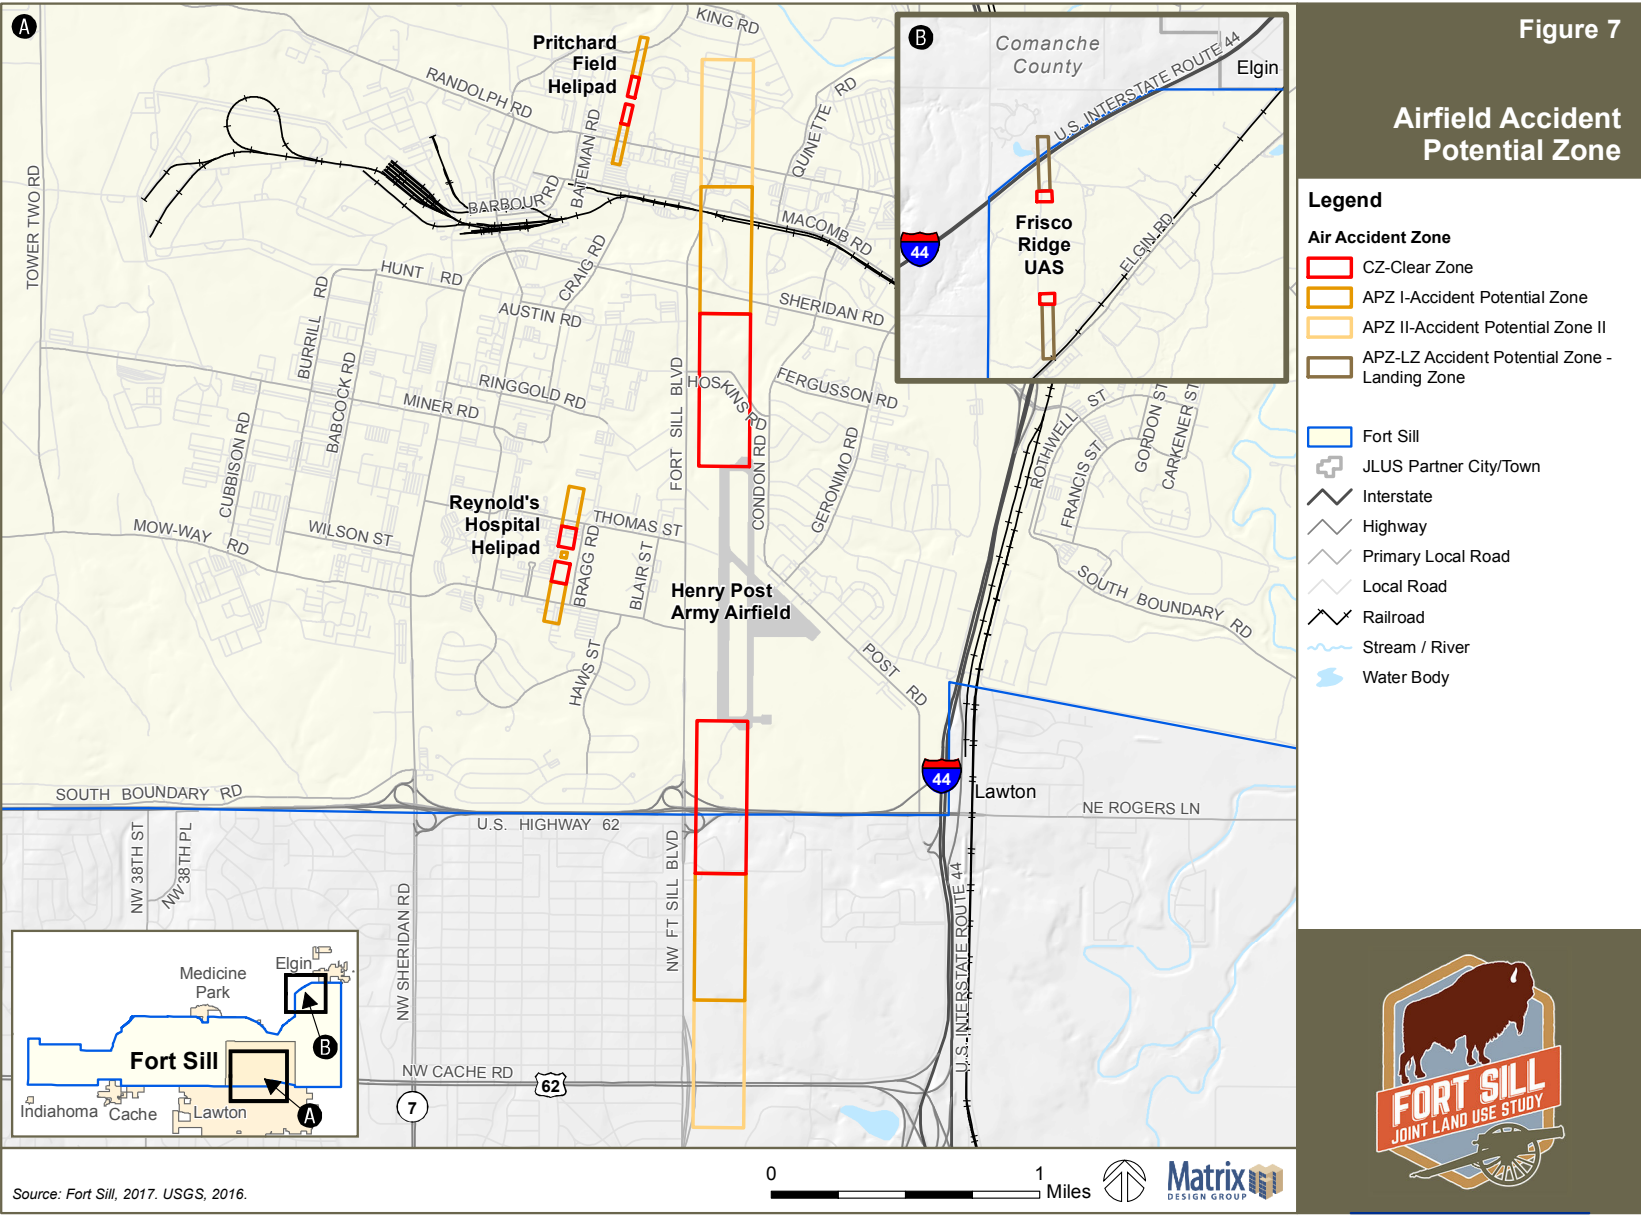 A
KING RD
Pritchard
Field
Helipad
RANDOLPH RD
BATEMAN RD
QUINETTE RD
TOWER TWO RD
BARBOUR RD
MACOMB RD
HUNT RD
CRAIG RD
AUSTIN RD
SHERIDAN RD
BURRILL RD
BABCOCK RD
RINGGOLD RD
MINER RD
FORT SILL BLVD
HOSKINS RD
FERGUSSON RD
CUBBISON RD
CONDON RD
GERONIMO RD
ROTHWELL ST
FRANCIS ST
GORDON ST
CARKENER ST
Reynold's
Hospital
Helipad
MOW-WAY RD
WILSON ST
THOMAS ST
BRAGG RD
BLAIR ST
Henry Post
Army Airfield
SOUTH BOUNDARY RD
HAWS ST
POST RD
44
Lawton
SOUTH BOUNDARY RD
U.S. HIGHWAY 62
NE ROGERS LN
NW 38TH ST
NW 38TH PL
NW SHERIDAN RD
NW FT SILL BLVD
U.S. INTERSTATE ROUTE 44
NW CACHE RD
62
7
B
Comanche
County
U.S. INTERSTATE ROUTE 44
Elgin
44
Frisco
Ridge
UAS
ELGIN RD
Medicine
Park
Elgin
B
Fort Sill
Indiahoma
Cache
Lawton
A
Source: Fort Sill, 2017. USGS, 2016.
0
1
Miles
Matrix
DESIGN GROUP
Figure 7
Airfield Accident
Potential Zone
Legend
Air Accident Zone
CZ-Clear Zone
APZ I-Accident Potential Zone
APZ II-Accident Potential Zone II
APZ-LZ Accident Potential Zone -
Landing Zone
Fort Sill
JLUS Partner City/Town
Interstate
Highway
Primary Local Road
Local Road
Railroad
Stream / River
Water Body
FORT SILL
JOINT LAND USE STUDY